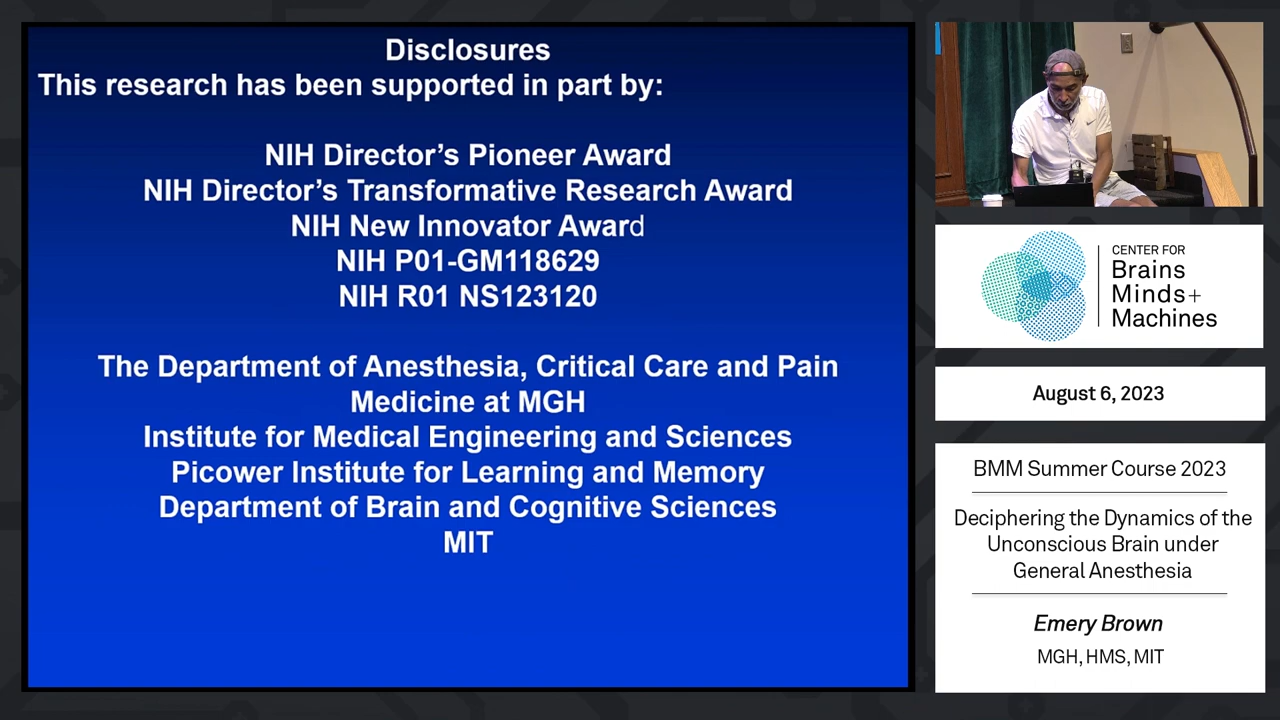 Disclosures
This research has been supported in part by:
NIH Director’s Pioneer Award
NIH Director’s Transformative Research Award
NIH New Innovator Award
NIH P01-GM118629
NIH R01 NS123120
The Department of Anesthesia, Critical Care and Pain
Medicine at MGH
Institute for Medical Engineering and Sciences
Picower Institute for Learning and Memory
Department of Brain and Cognitive Sciences
MIT
CENTER FOR
Brains
Minds+
Machines
August 6, 2023
BMM Summer Course 2023
Deciphering the Dynamics of the
Unconscious Brain under
General Anesthesia
Emery Brown
MGH, HMS, MIT